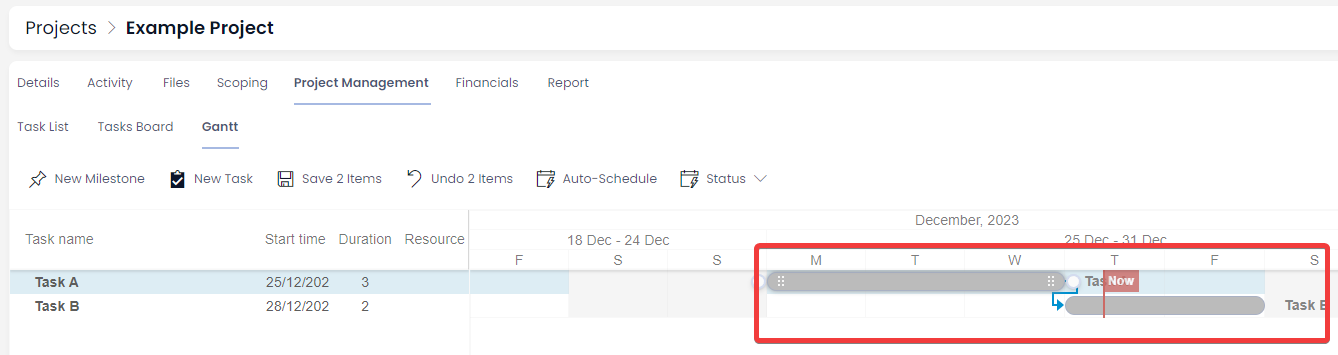 Projects > Example Project
Details Activity Files Scoping Project Management Financials Report
Task List Tasks Board Gantt
New Milestone New Task Save 2 Items Undo 2 Items Auto-Schedule Status
December, 2023
Task name Start time Duration Resource
18 Dec - 24 Dec 25 Dec - 31 Dec
F S S M T W T F S
Task A 25/12/202 3 Tas Now
Task B 28/12/202 2 Task B